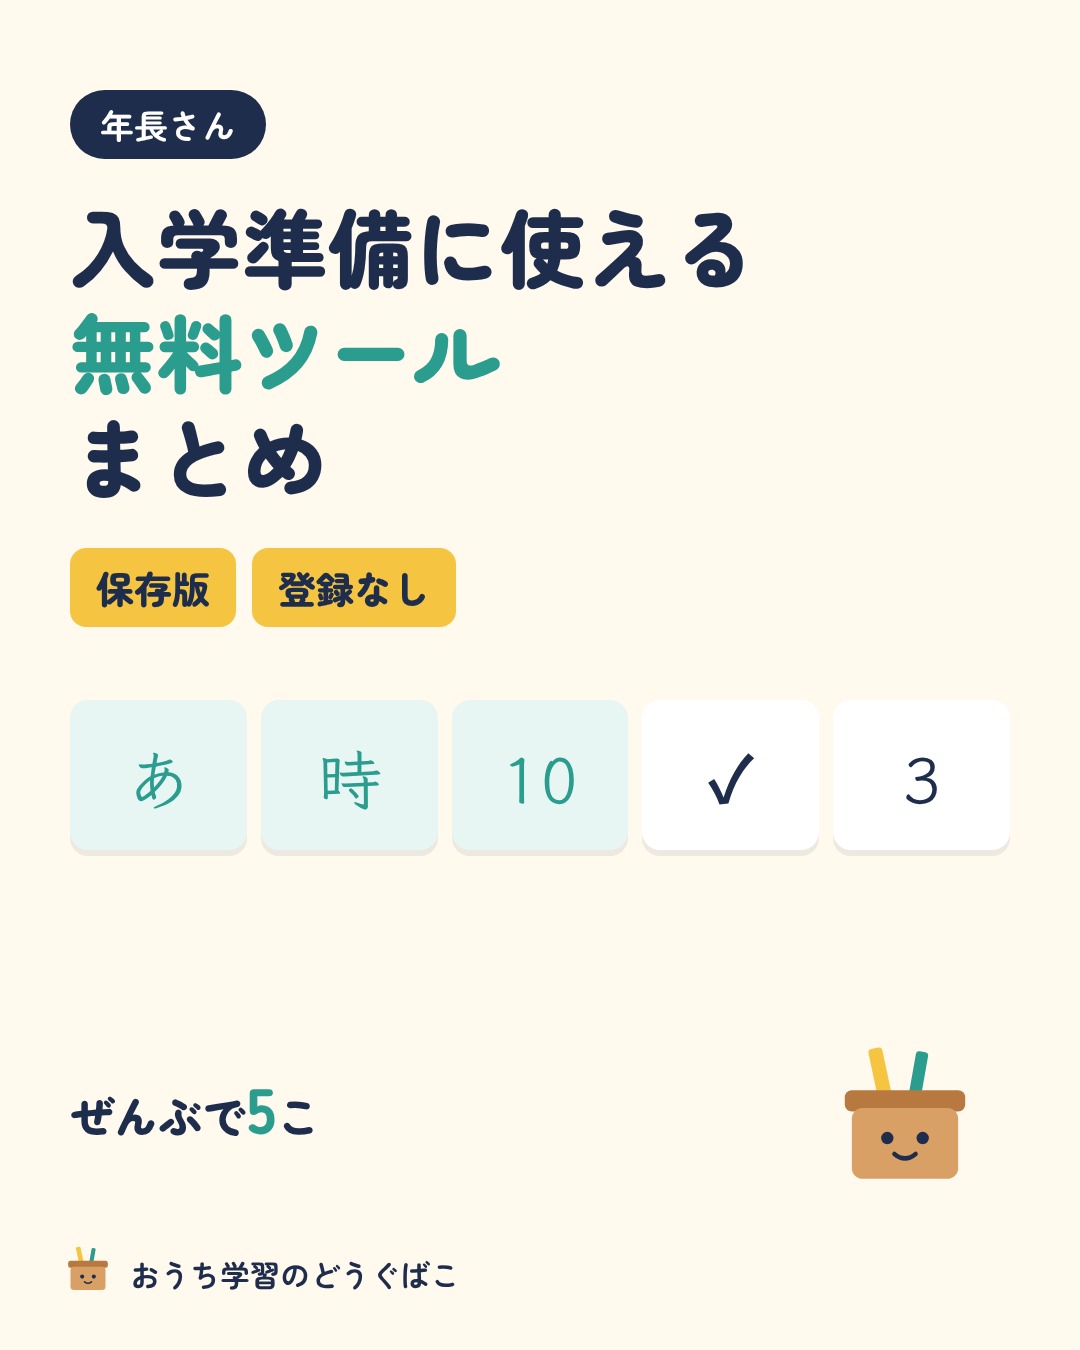 年長さん
入学準備に使える
無料ツール
まとめ
保存版 登録なし
あ 時 10 ✓ 3
ぜんぶで5こ
おうち学習のどうぐばこ